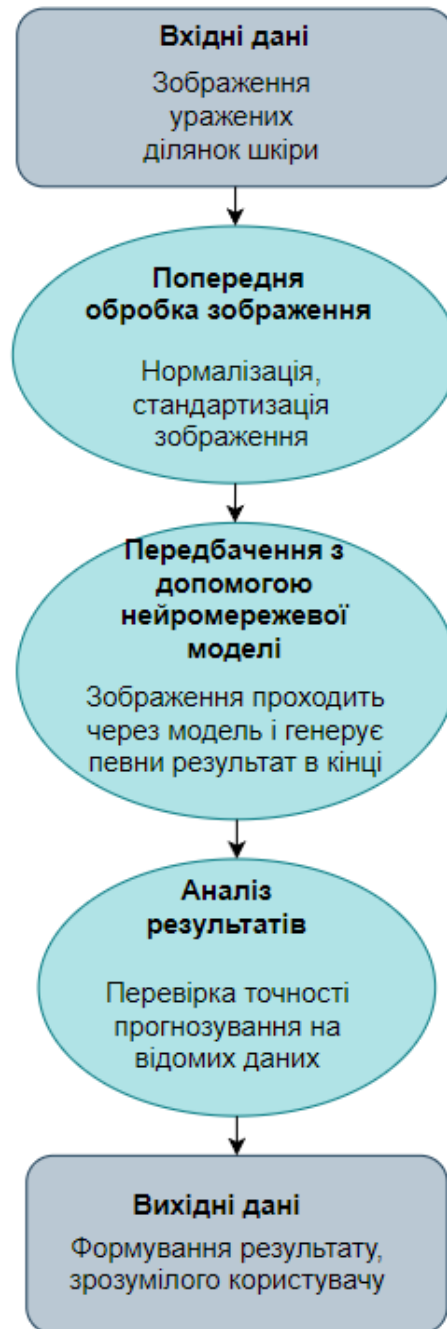 Вхідні дані
Зображення
уражених
ділянок шкіри
Попередня
обробка зображення
Нормалізація,
стандартизація
зображення
Передбачення з
допомогою
нейромережевої
моделі
Зображення проходить
через модель і генерує
певни результат в кінці
Аналіз
результатів
Перевірка точності
прогнозування на
відомих даних
Вихідні дані
Формування результату,
зрозумілого користувачу